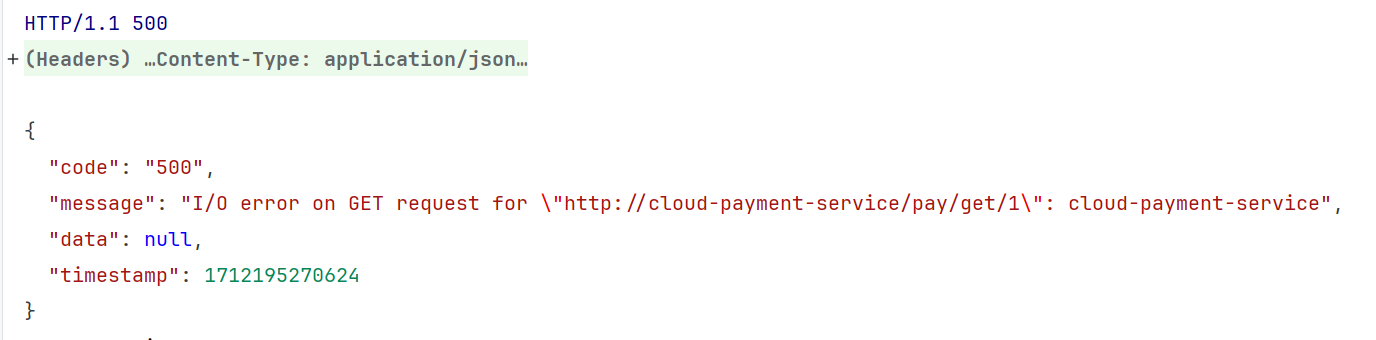 HTTP/1.1 500
+ (Headers) …Content-Type: application/json…
{
"code": "500",
"message": "I/O error on GET request for \"http://cloud-payment-service/pay/get/1\": cloud-payment-service",
"data": null,
"timestamp": 1712195270624
}